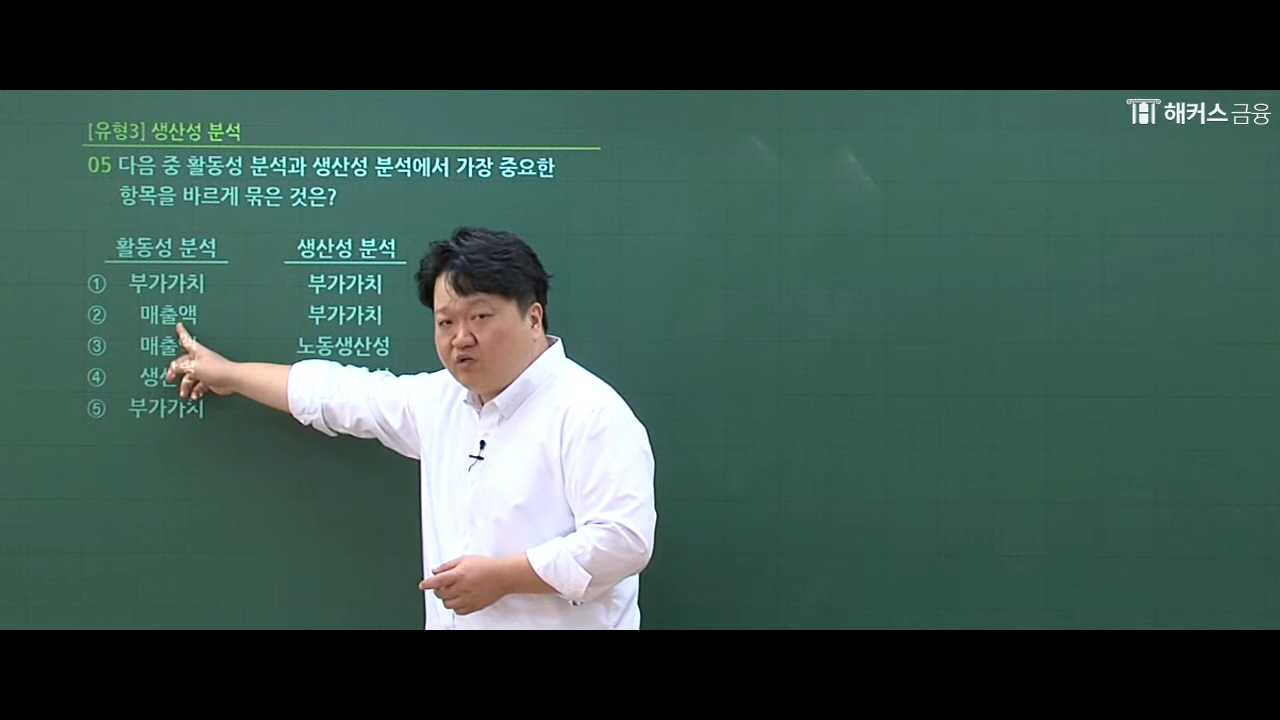 해커스 금융
[유형3] 생산성 분석
05 다음 중 활동성 분석과 생산성 분석에서 가장 중요한
항목을 바르게 묶은 것은?
활동성 분석 생산성 분석
① 부가가치 부가가치
② 매출액 부가가치
③ 매출 노동생산성
④
⑤ 부가가치